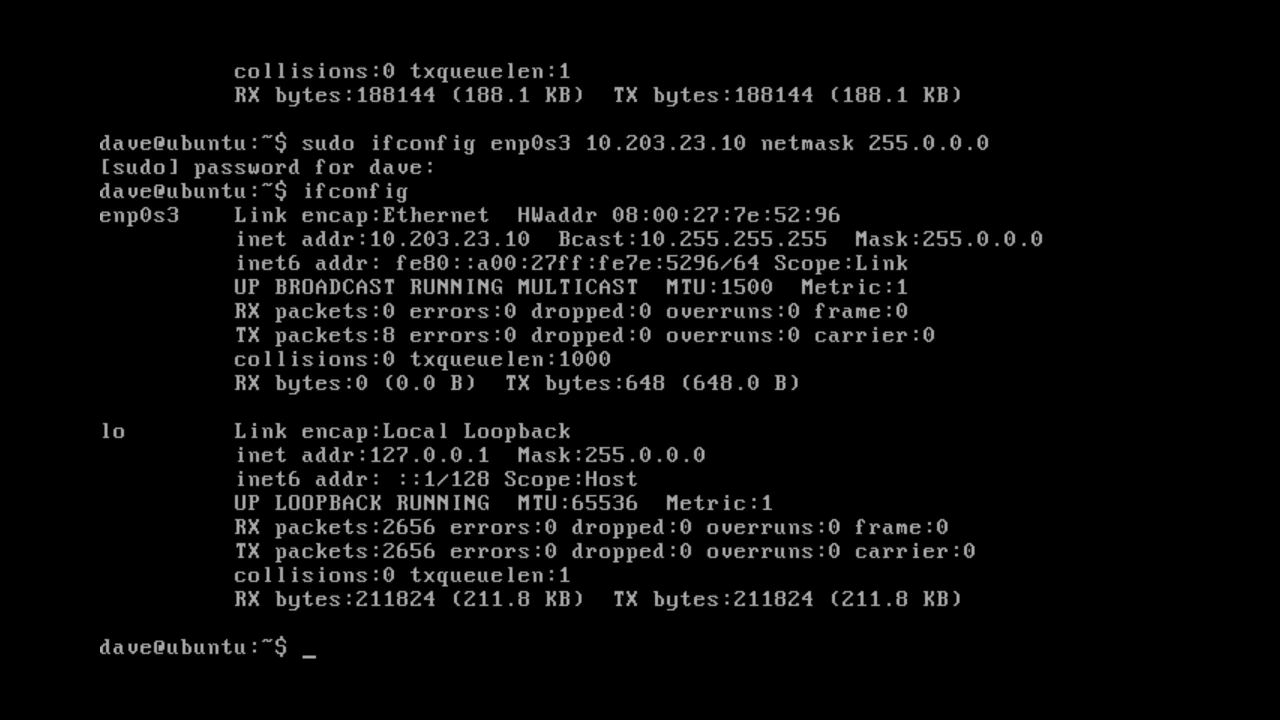 collisions:0 txqueuelen:1
RX bytes:188144 (188.1 KB)  TX bytes:188144 (188.1 KB)
dave@ubuntu:~$ sudo ifconfig enp0s3 10.203.23.10 netmask 255.0.0.0
[sudo] password for dave:
dave@ubuntu:~$ ifconfig
enp0s3    Link encap:Ethernet  HWaddr 08:00:27:7e:52:96
inet addr:10.203.23.10  Bcast:10.255.255.255  Mask:255.0.0.0
inet6 addr: fe80::a00:27ff:fe7e:5296/64 Scope:Link
UP BROADCAST RUNNING MULTICAST  MTU:1500  Metric:1
RX packets:0 errors:0 dropped:0 overruns:0 frame:0
TX packets:8 errors:0 dropped:0 overruns:0 carrier:0
collisions:0 txqueuelen:1000
RX bytes:0 (0.0 B)  TX bytes:648 (648.0 B)
lo        Link encap:Local Loopback
inet addr:127.0.0.1  Mask:255.0.0.0
inet6 addr: ::1/128 Scope:Host
UP LOOPBACK RUNNING  MTU:65536  Metric:1
RX packets:2656 errors:0 dropped:0 overruns:0 frame:0
TX packets:2656 errors:0 dropped:0 overruns:0 carrier:0
collisions:0 txqueuelen:1
RX bytes:211824 (211.8 KB)  TX bytes:211824 (211.8 KB)
dave@ubuntu:~$ _